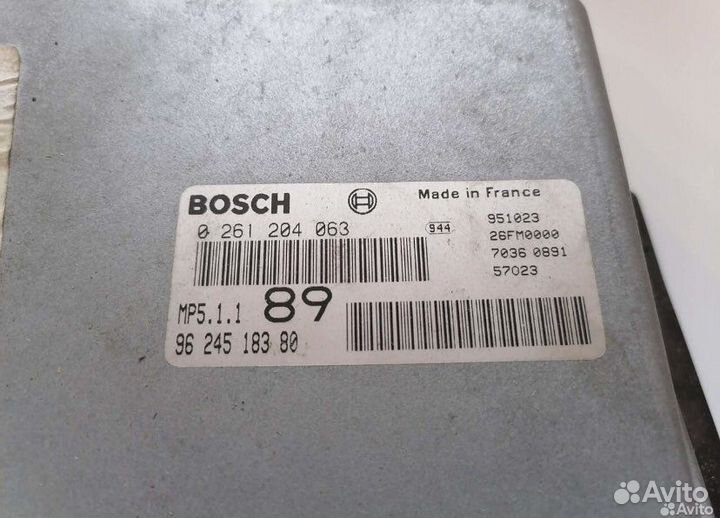 BOSCH
Made in France
0 261 204 063
944
951023
26FM0000
7036 0891
57023
MP5.1.1 89
96 245 183 80
Avito
Avito